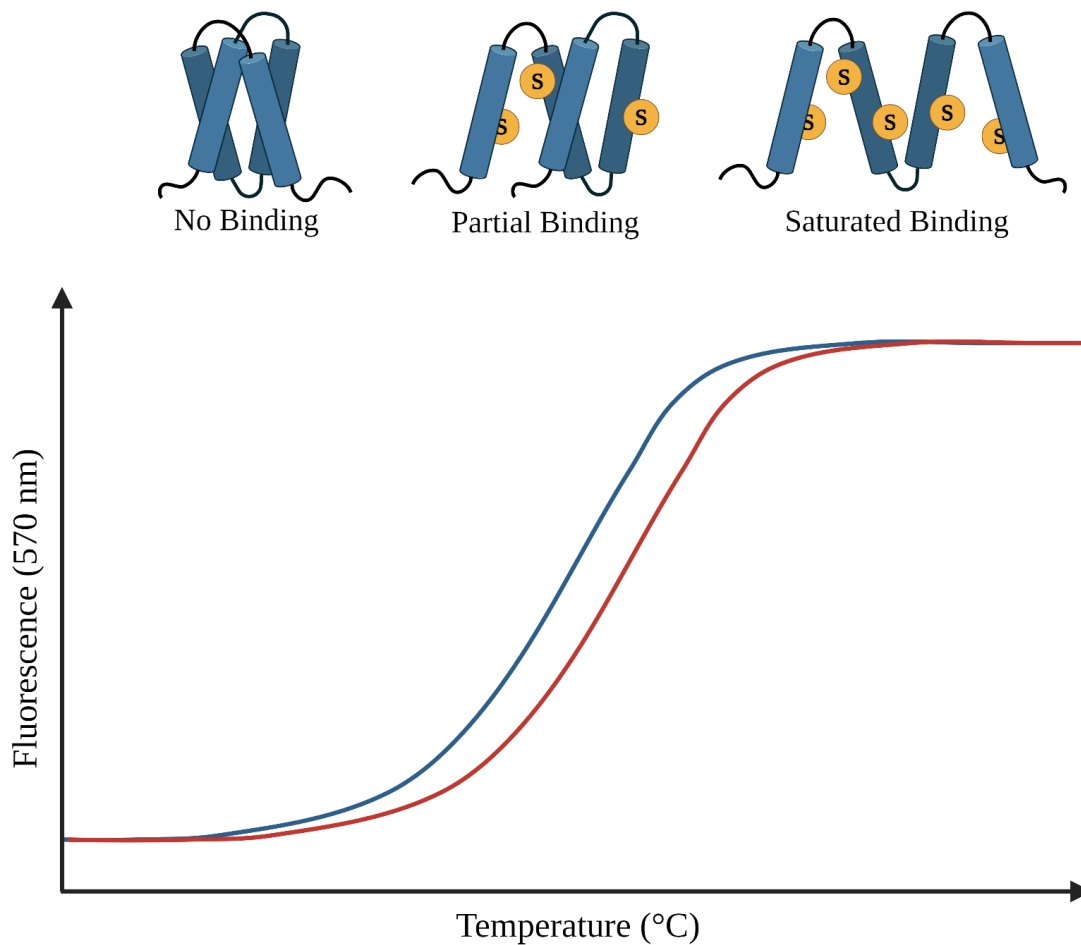 S
S
S
S
S
S
S
S
No Binding
Partial Binding
Saturated Binding
Fluorescence (570 nm)
Temperature (°C)